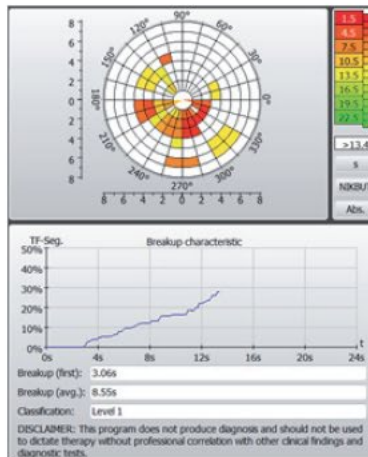 90°
120° 60°
150° 30°
180° 0°
210° 330°
240° 300°
270°
8
6
4
2
0
2
4
6
8
8 6 4 2 0 2 4 6 8
1.5
4.5
7.5
10.5
13.5
16.5
19.5
22.5
>13.4
s
NIKBUT
Abs.
TF-Seg. Breakup characteristic
50%
40%
30%
20%
10%
0%
t
0s 4s 8s 12s 16s 20s 24s
Breakup (first): 3.06s
Breakup (avg.): 8.55s
Classification: Level 1
DISCLAIMER: This program does not produce diagnosis and should not be used
to dictate therapy without professional correlation with other clinical findings and
diagnostic tests.